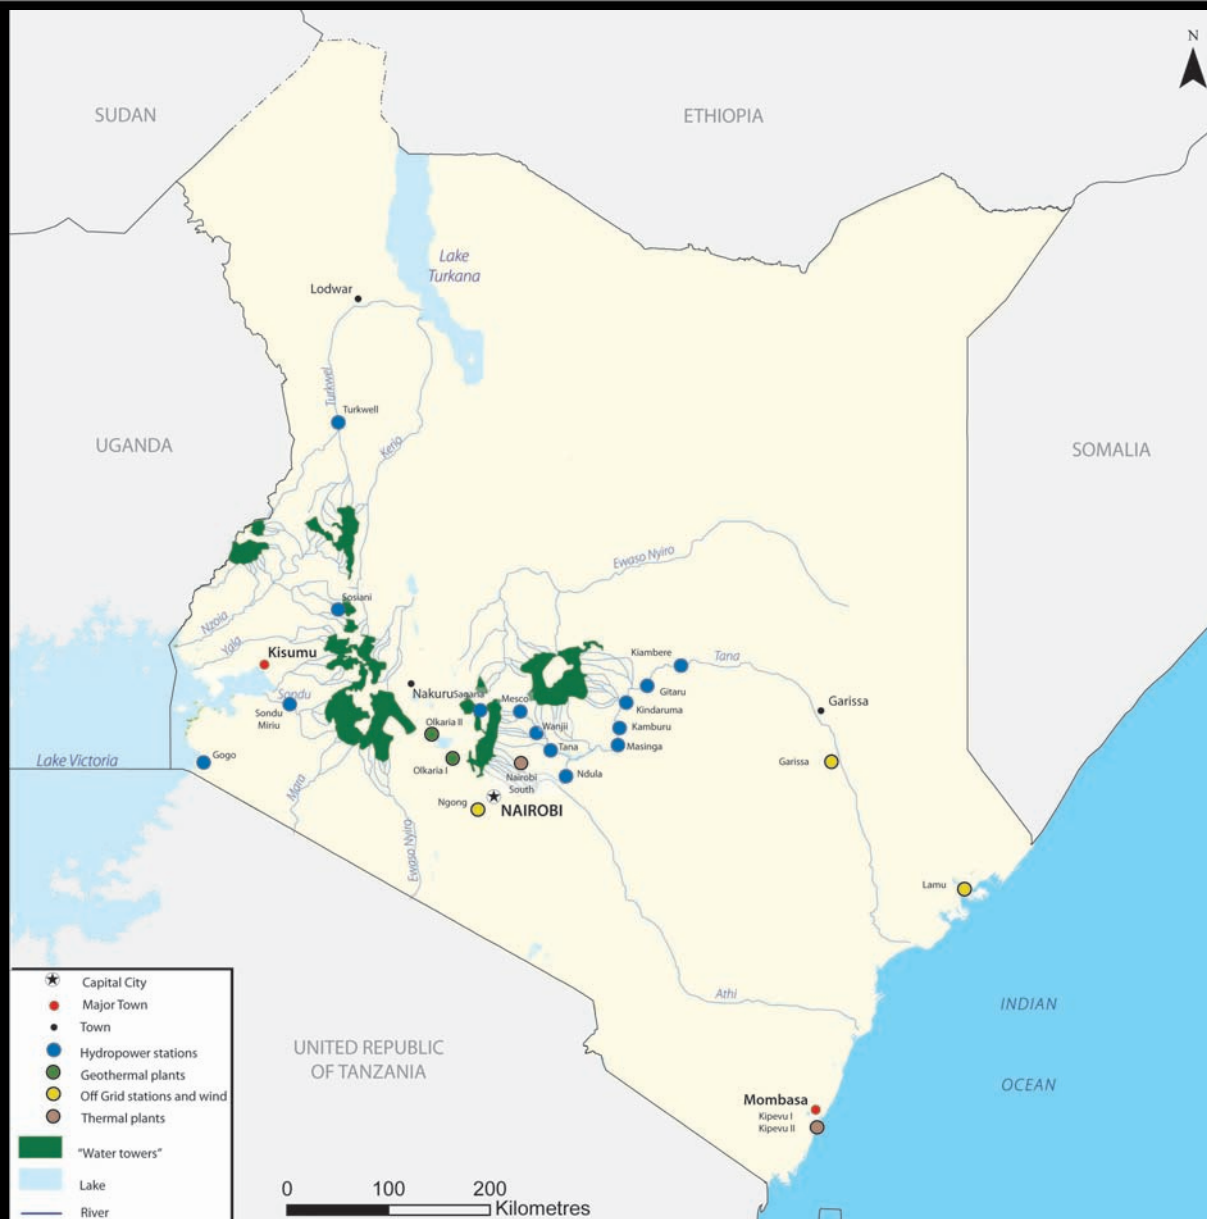 N
SUDAN
ETHIOPIA
Lake
Turkana
Lodwar
Turkwel
Turkwell
Kerio
UGANDA
SOMALIA
Ewaso Nyiro
Sosiani
Nzoia
Yala
Kisumu
Kiambere
Tana
Sondu
Nakuru
Sagana
Mesco
Gitaru
Garissa
Sondu
Miriu
Kindaruma
Olkaria II
Wanjii
Kamburu
Tana
Masinga
Gogo
Lake Victoria
Olkaria I
Nairobi
South
Ndula
Garissa
Mara
Ngong
NAIROBI
Ewaso Nyiro
Lamu
Athi
INDIAN
OCEAN
UNITED REPUBLIC
OF TANZANIA
Mombasa
Kipevu I
Kipevu II
Capital City
Major Town
Town
Hydropower stations
Geothermal plants
Off Grid stations and wind
Thermal plants
"Water towers"
Lake
River
0 100 200
Kilometres